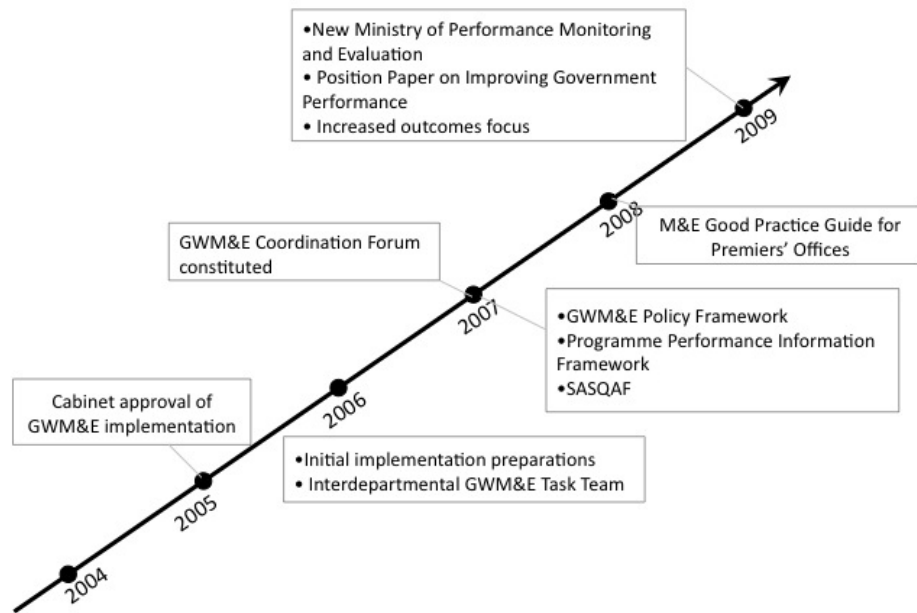 •New Ministry of Performance Monitoring
and Evaluation
• Position Paper on Improving Government
Performance
• Increased outcomes focus
2009
2008
M&E Good Practice Guide for
Premiers’ Offices
GWM&E Coordination Forum
constituted
2007
•GWM&E Policy Framework
•Programme Performance Information
Framework
•SASQAF
Cabinet approval of
GWM&E implementation
2006
•Initial implementation preparations
• Interdepartmental GWM&E Task Team
2005
2004